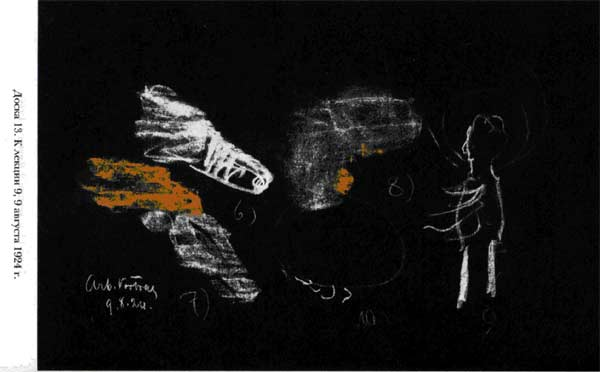 Доска 13. К лекции 9, 9 августа 1924 г.
6)
8)
7)
Arb. Vortrag
9. 8. 24.
10
9